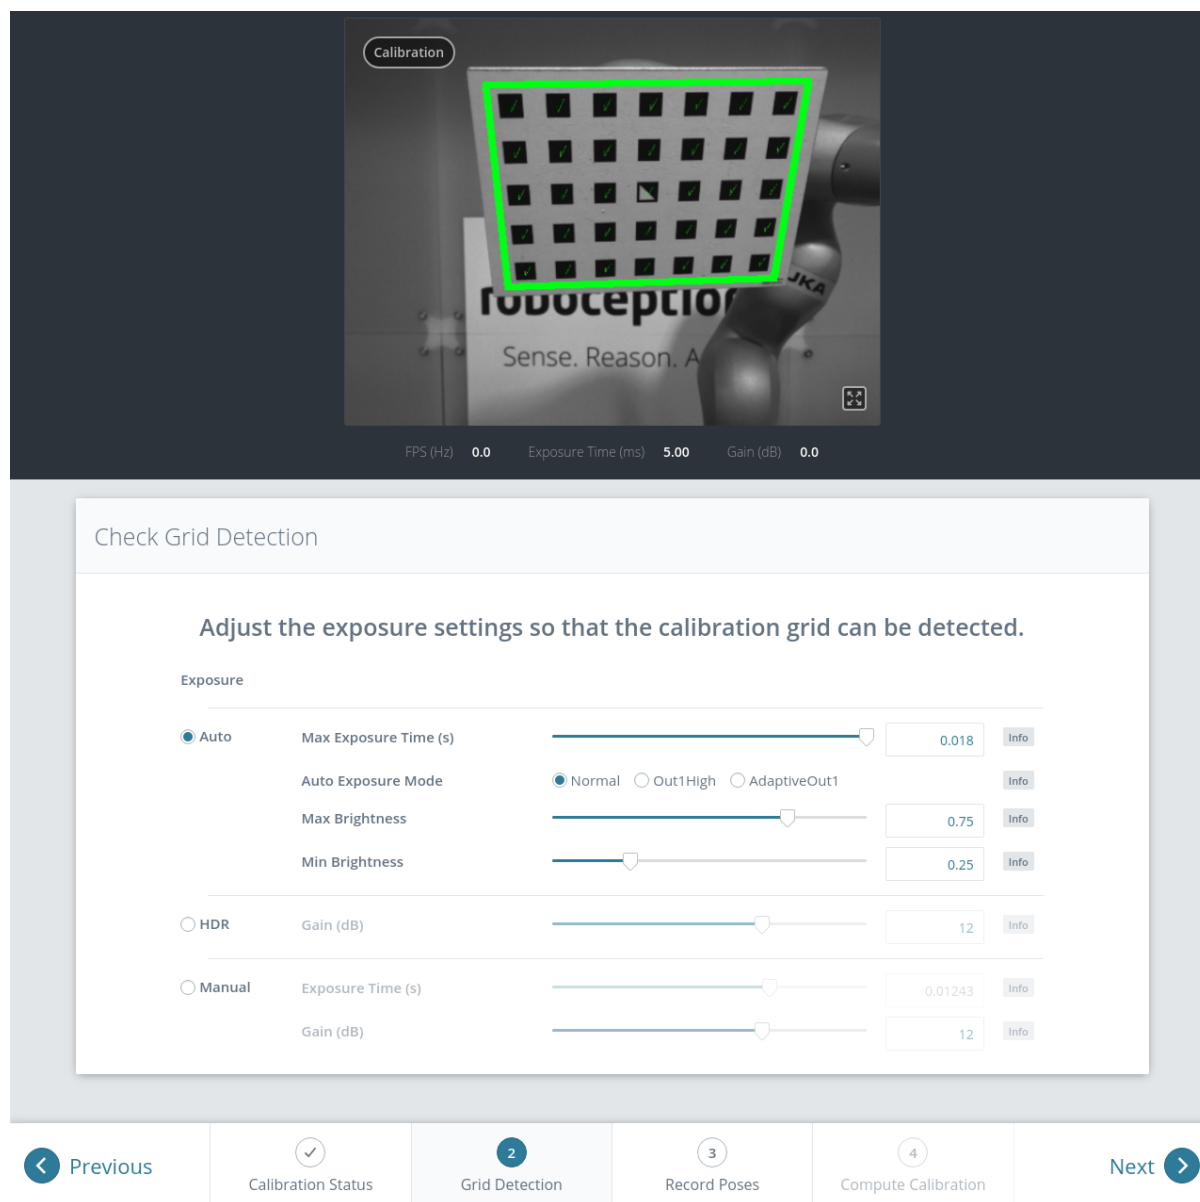 Calibration
roboception
Sense. Reason. A
FPS (Hz) 0.0 Exposure Time (ms) 5.00 Gain (dB) 0.0
Check Grid Detection
Adjust the exposure settings so that the calibration grid can be detected.
Exposure
Auto Max Exposure Time (s) 0.018 Info
Auto Exposure Mode Normal Out1High AdaptiveOut1 Info
Max Brightness 0.75 Info
Min Brightness 0.25 Info
HDR Gain (dB) 12 Info
Manual Exposure Time (s) 0.01243 Info
Gain (dB) 12 Info
Previous
Calibration Status
2
Grid Detection
3
Record Poses
4
Compute Calibration
Next